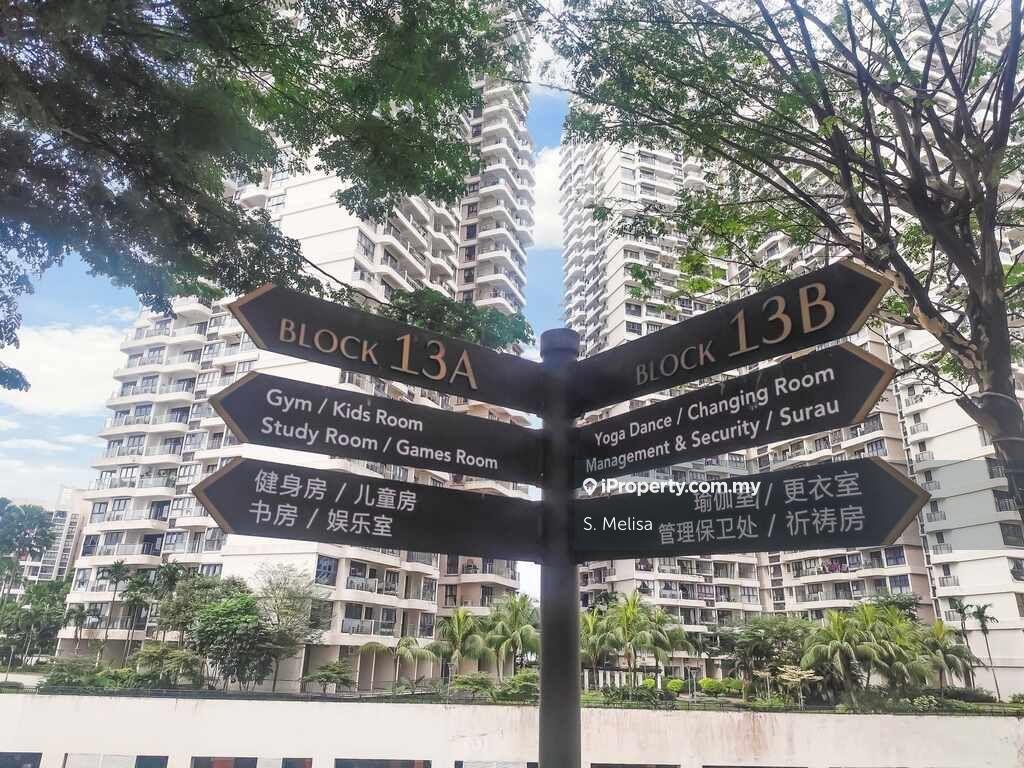 BLOCK 13A
Gym / Kids Room
Study Room / Games Room
健身房 / 儿童房
书房 / 娱乐室
BLOCK 13B
Yoga Dance / Changing Room
Management & Security / Surau
瑜伽室 / 更衣室
管理保卫处 / 祈祷房
iProperty.com.my
S. Melisa